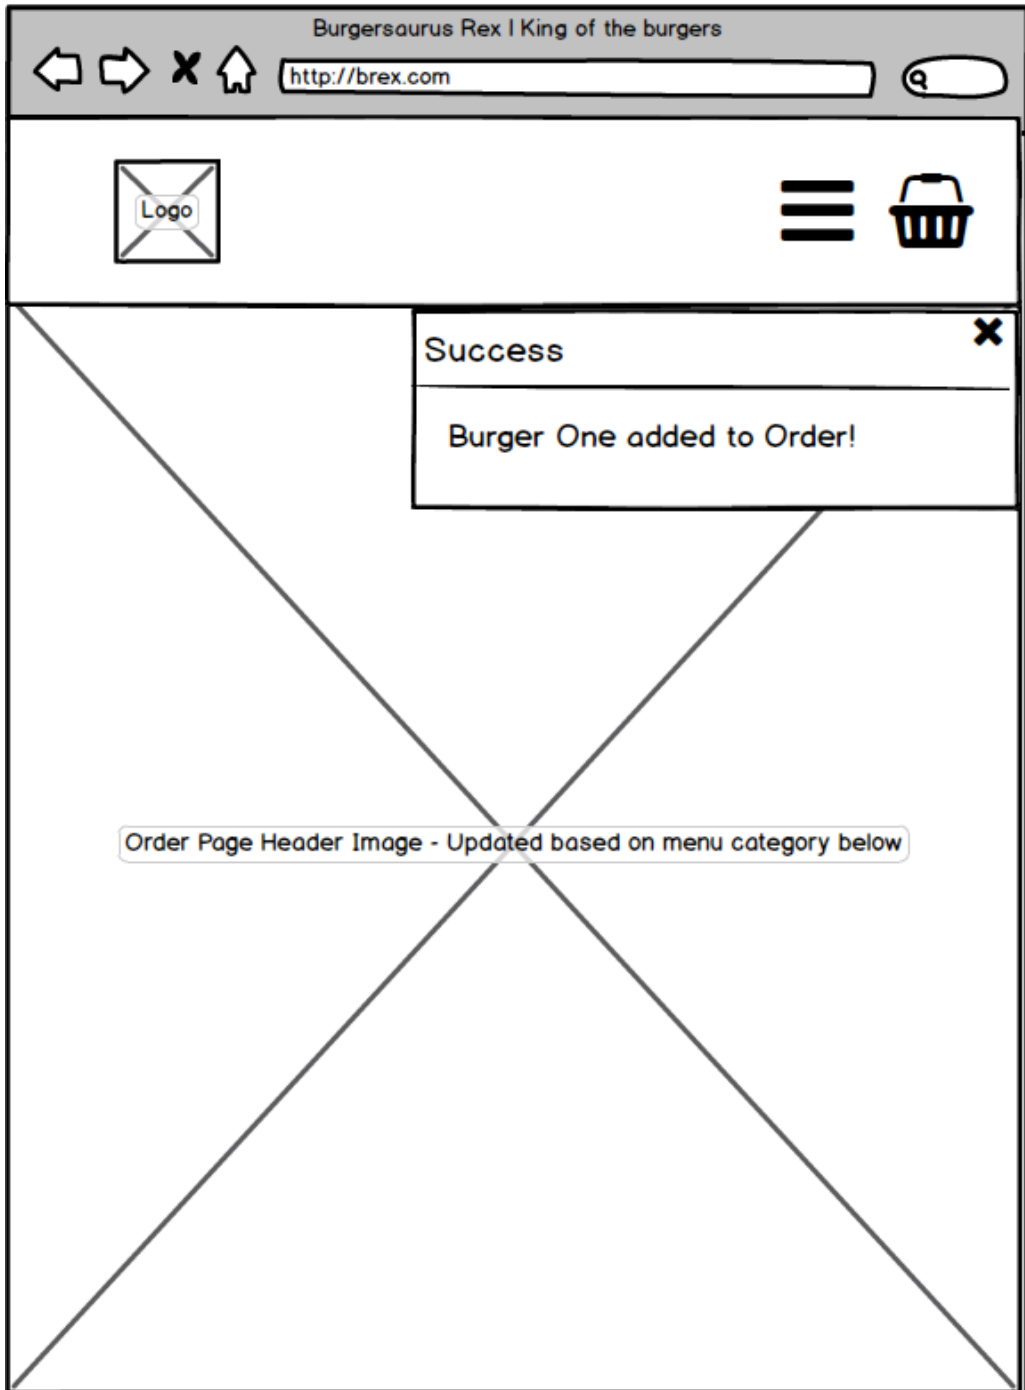 Burgersaurus Rex | King of the burgers
http://brex.com
Logo
Success
Burger One added to Order!
Order Page Header Image - Updated based on menu category below